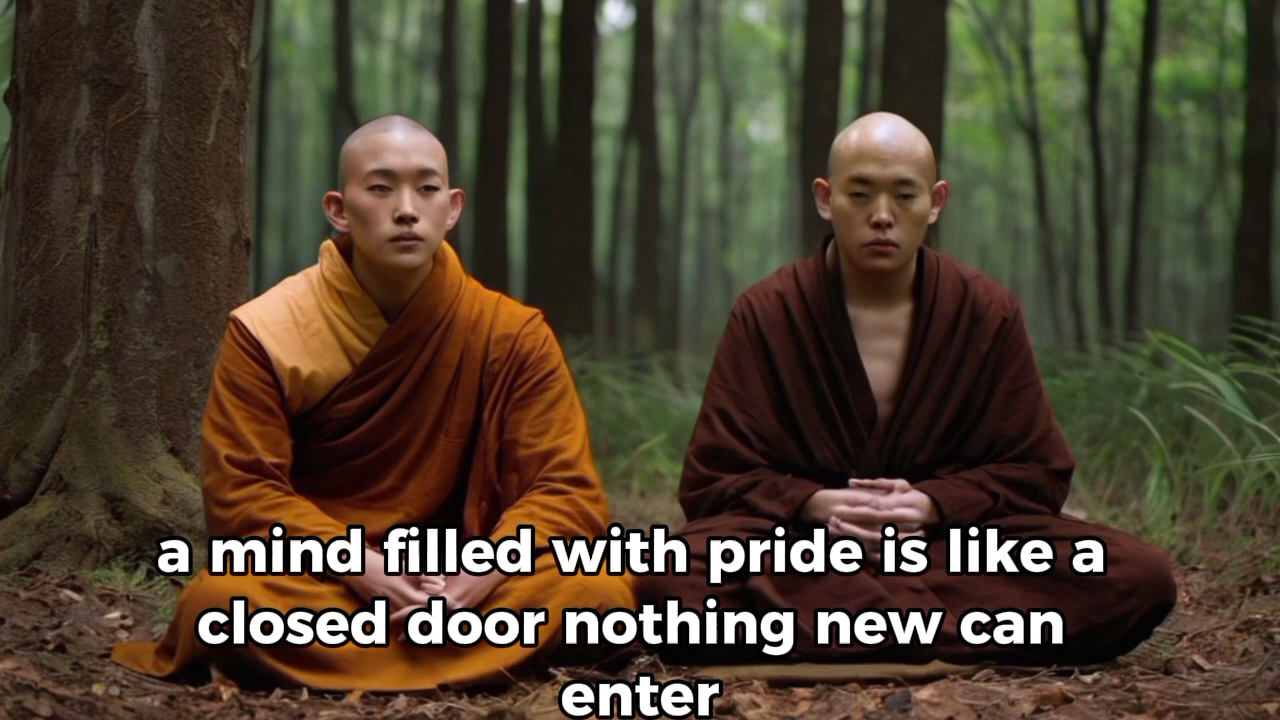 a mind filled with pride is like a
closed door nothing new can
enter